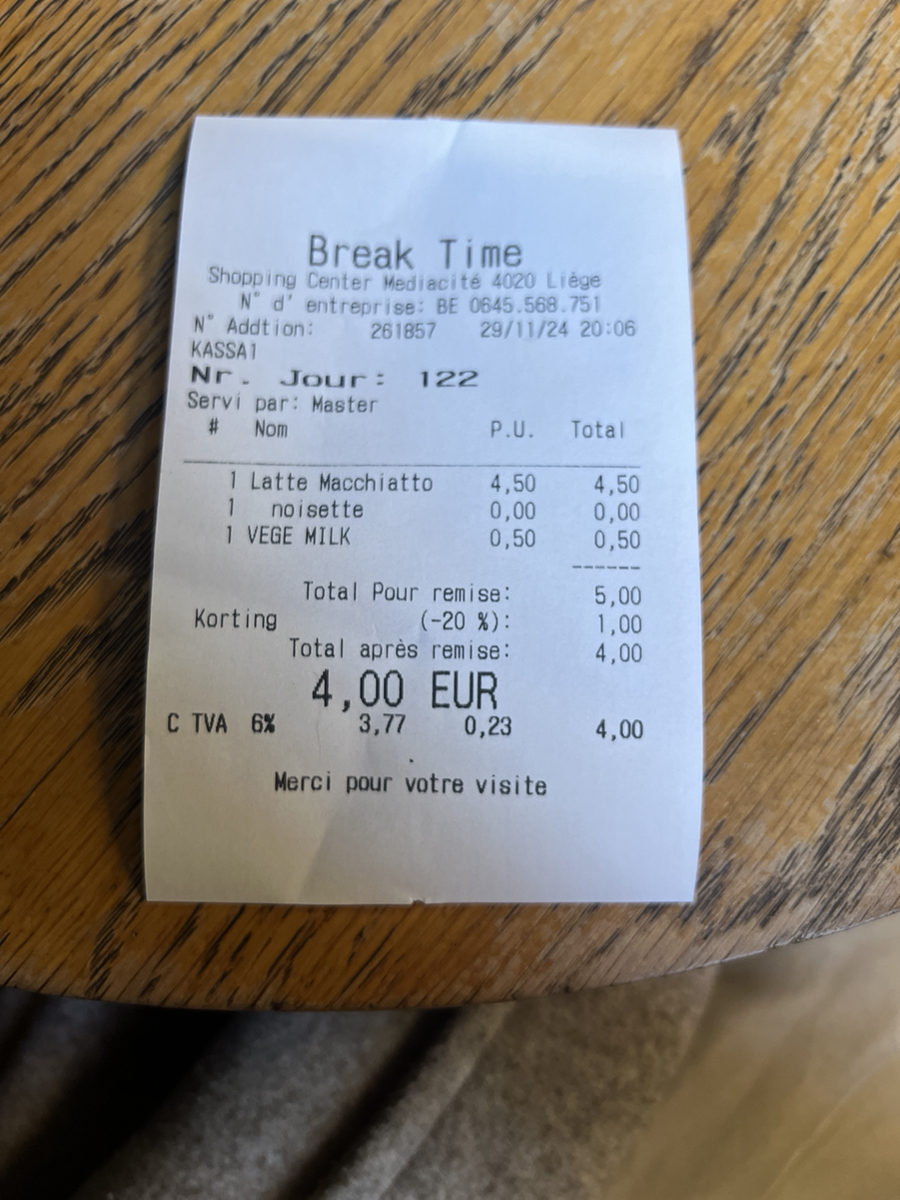 Break Time
Shopping Center Mediacité 4020 Liège
N° d' entreprise: BE 0645.568.751
N° Addtion: 261857 29/11/24 20:06
KASSA1
Nr. Jour: 122
Servi par: Master
# Nom P.U. Total
1 Latte Macchiatto 4,50 4,50
1 noisette 0,00 0,00
1 VEGE MILK 0,50 0,50
------
Total Pour remise: 5,00
Korting (-20 %): 1,00
Total après remise: 4,00
4,00 EUR
C TVA 6% 3,77 0,23 4,00
Merci pour votre visite